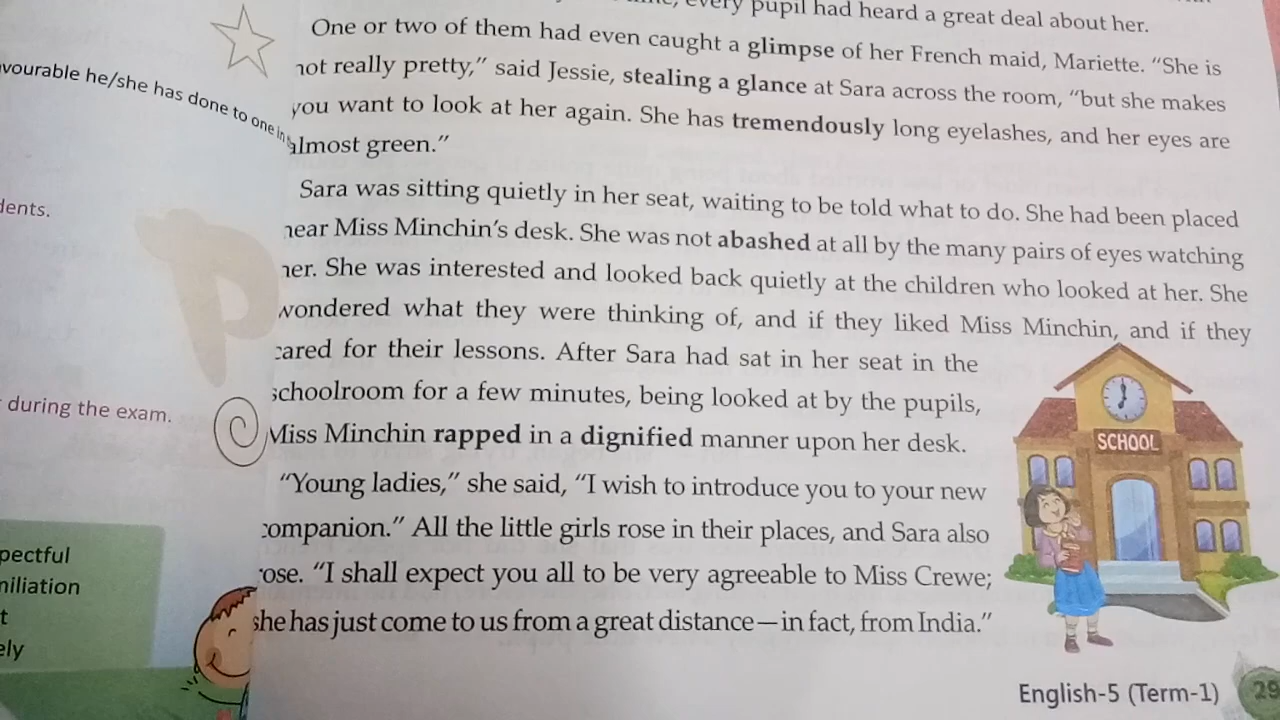 every pupil had heard a great deal about her.
One or two of them had even caught a glimpse of her French maid, Mariette. “She is
not really pretty,” said Jessie, stealing a glance at Sara across the room, “but she makes
you want to look at her again. She has tremendously long eyelashes, and her eyes are
almost green.”
Sara was sitting quietly in her seat, waiting to be told what to do. She had been placed
near Miss Minchin’s desk. She was not abashed at all by the many pairs of eyes watching
her. She was interested and looked back quietly at the children who looked at her. She
wondered what they were thinking of, and if they liked Miss Minchin, and if they
cared for their lessons. After Sara had sat in her seat in the
schoolroom for a few minutes, being looked at by the pupils,
Miss Minchin rapped in a dignified manner upon her desk.
“Young ladies,” she said, “I wish to introduce you to your new
companion.” All the little girls rose in their places, and Sara also
rose. “I shall expect you all to be very agreeable to Miss Crewe;
she has just come to us from a great distance—in fact, from India.”
SCHOOL
English-5 (Term-1)
29
vourable he/she has done to one in
dents.
during the exam.
pectful
niliation
t
ely